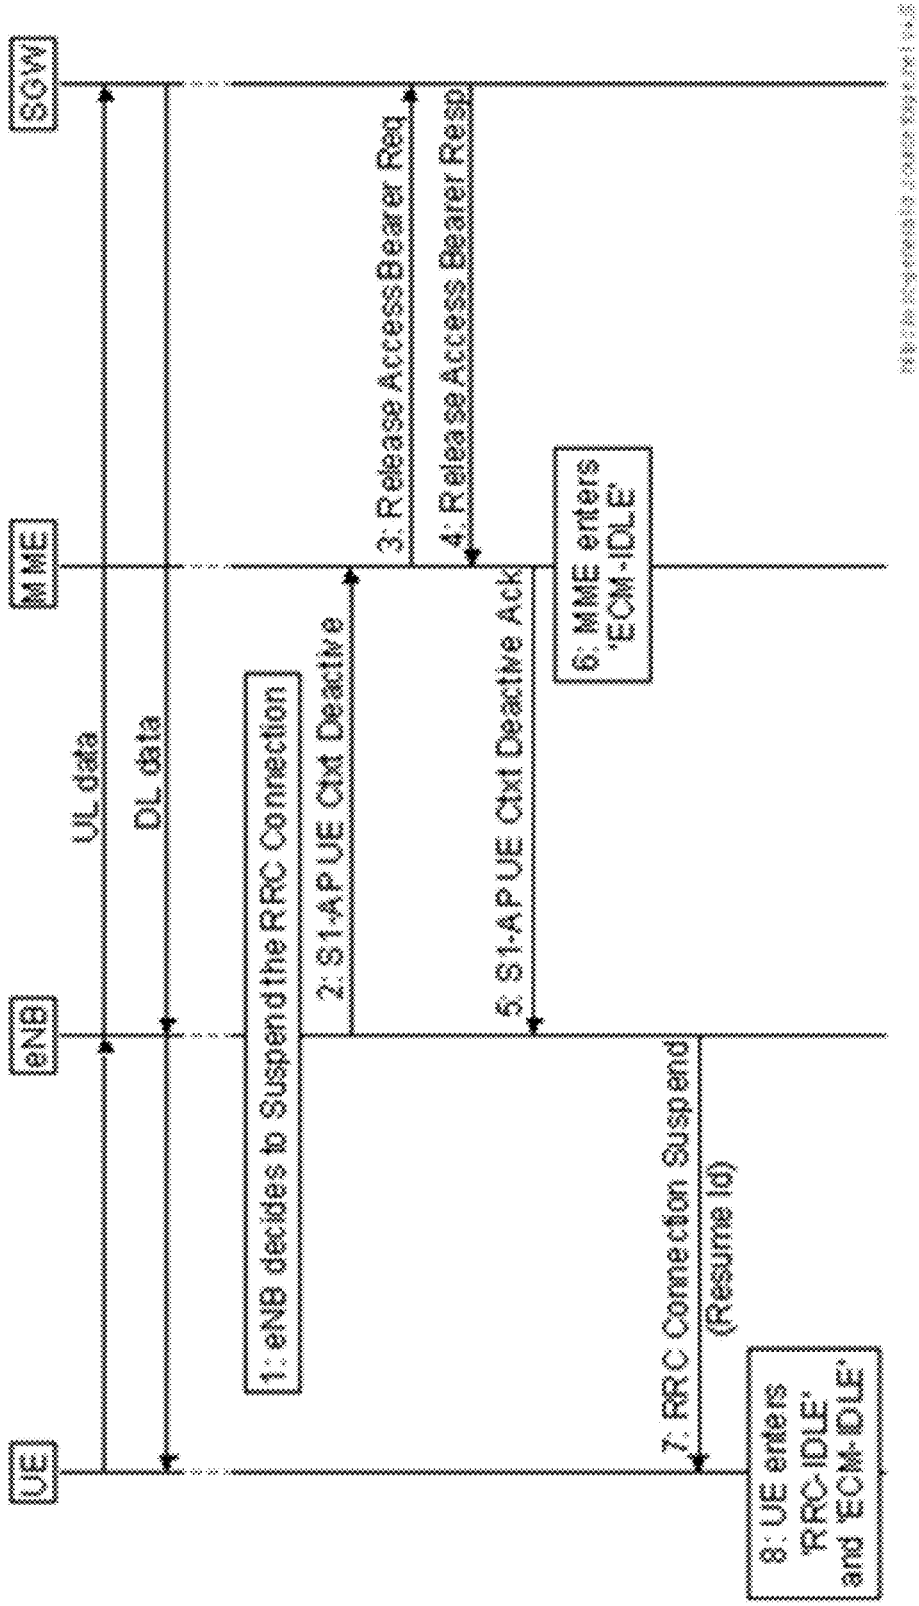 UE
eNB
MME
SGW
UL data
DL data
1: eNB decides to Suspend the RRC Connection
2: S1-AP UE Ctxt Deactive
3: Release Access Bearer Req
4: Release Access Bearer Resp
5: S1-AP UE Ctxt Deactive Ack
6: MME enters
'ECM-IDLE'
7: RRC Connection Suspend
(Resume Id)
8: UE enters
'RRC-IDLE'
and 'ECM-IDLE'